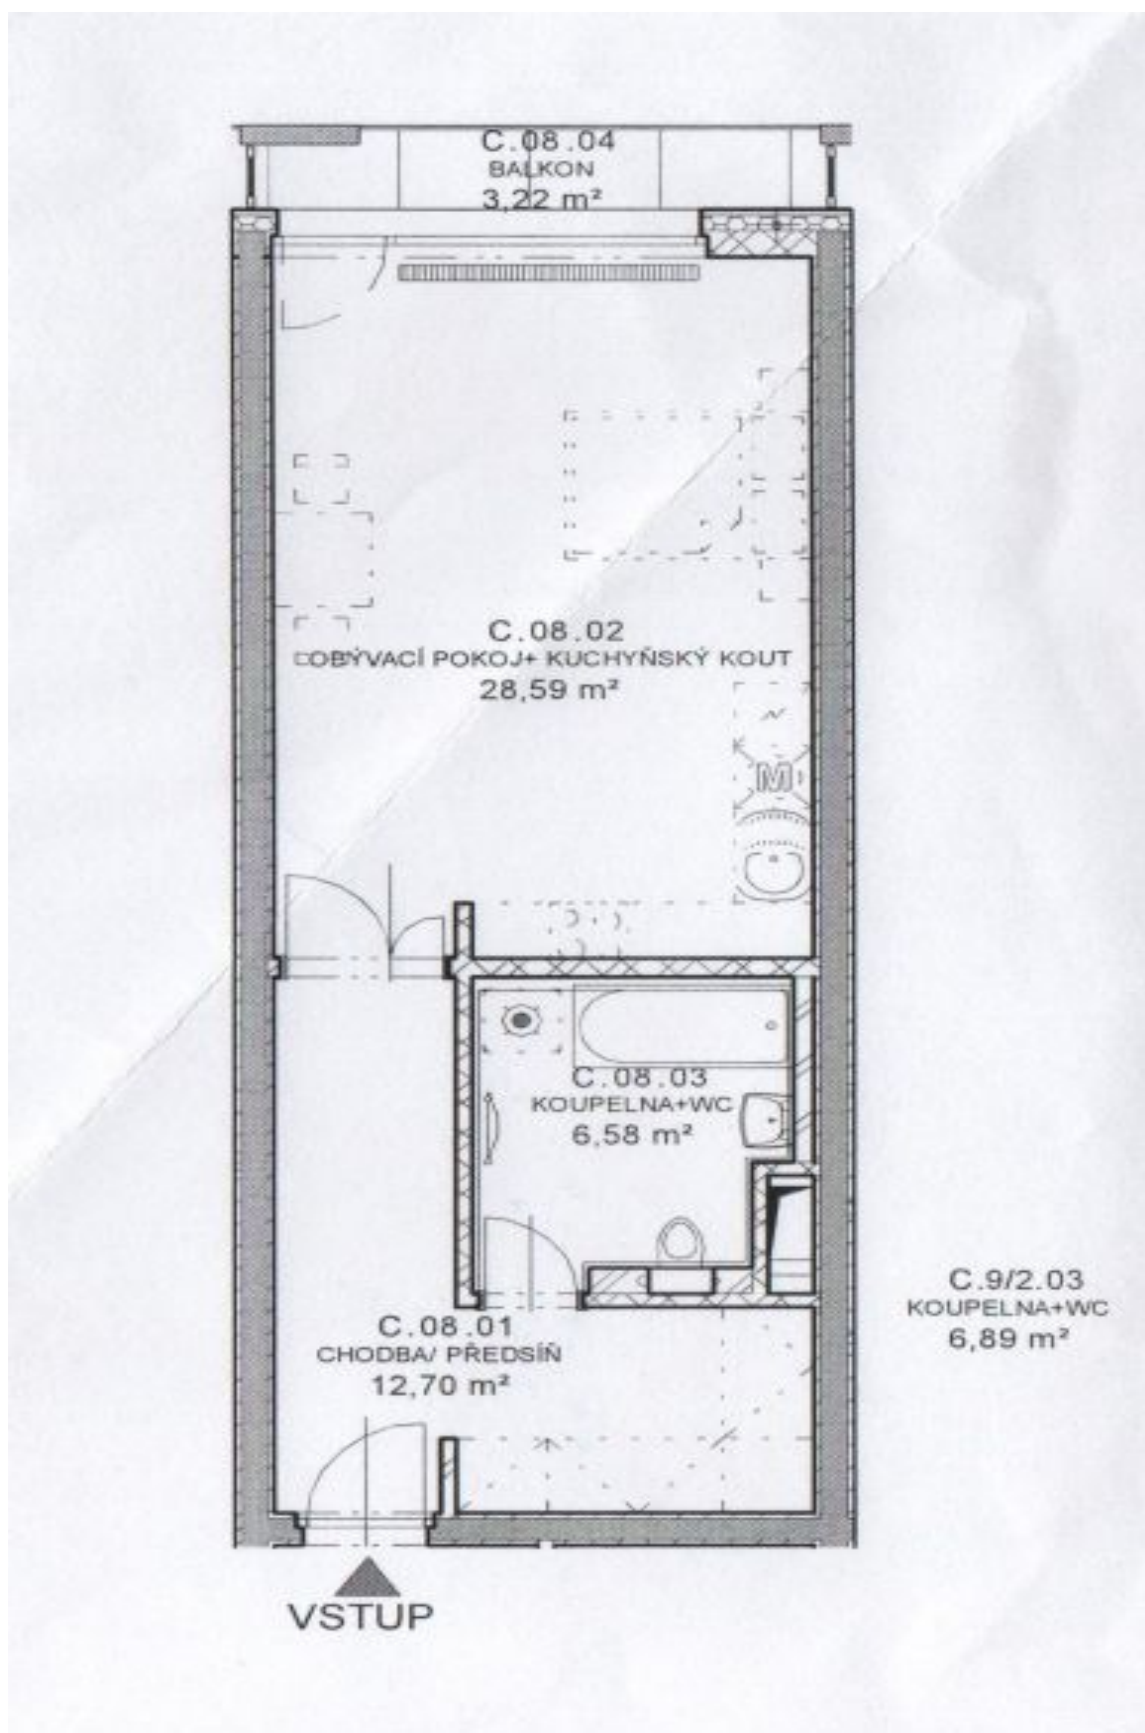 C.08.04
BALKON
3,22 m²
C.08.02
OBÝVACÍ POKOJ+ KUCHYŇSKÝ KOUT
28,59 m²
M
C.08.03
KOUPELNA+WC
6,58 m²
C.08.01
CHODBA/ PŘEDSÍŇ
12,70 m²
C.9/2.03
KOUPELNA+WC
6,89 m²
VSTUP